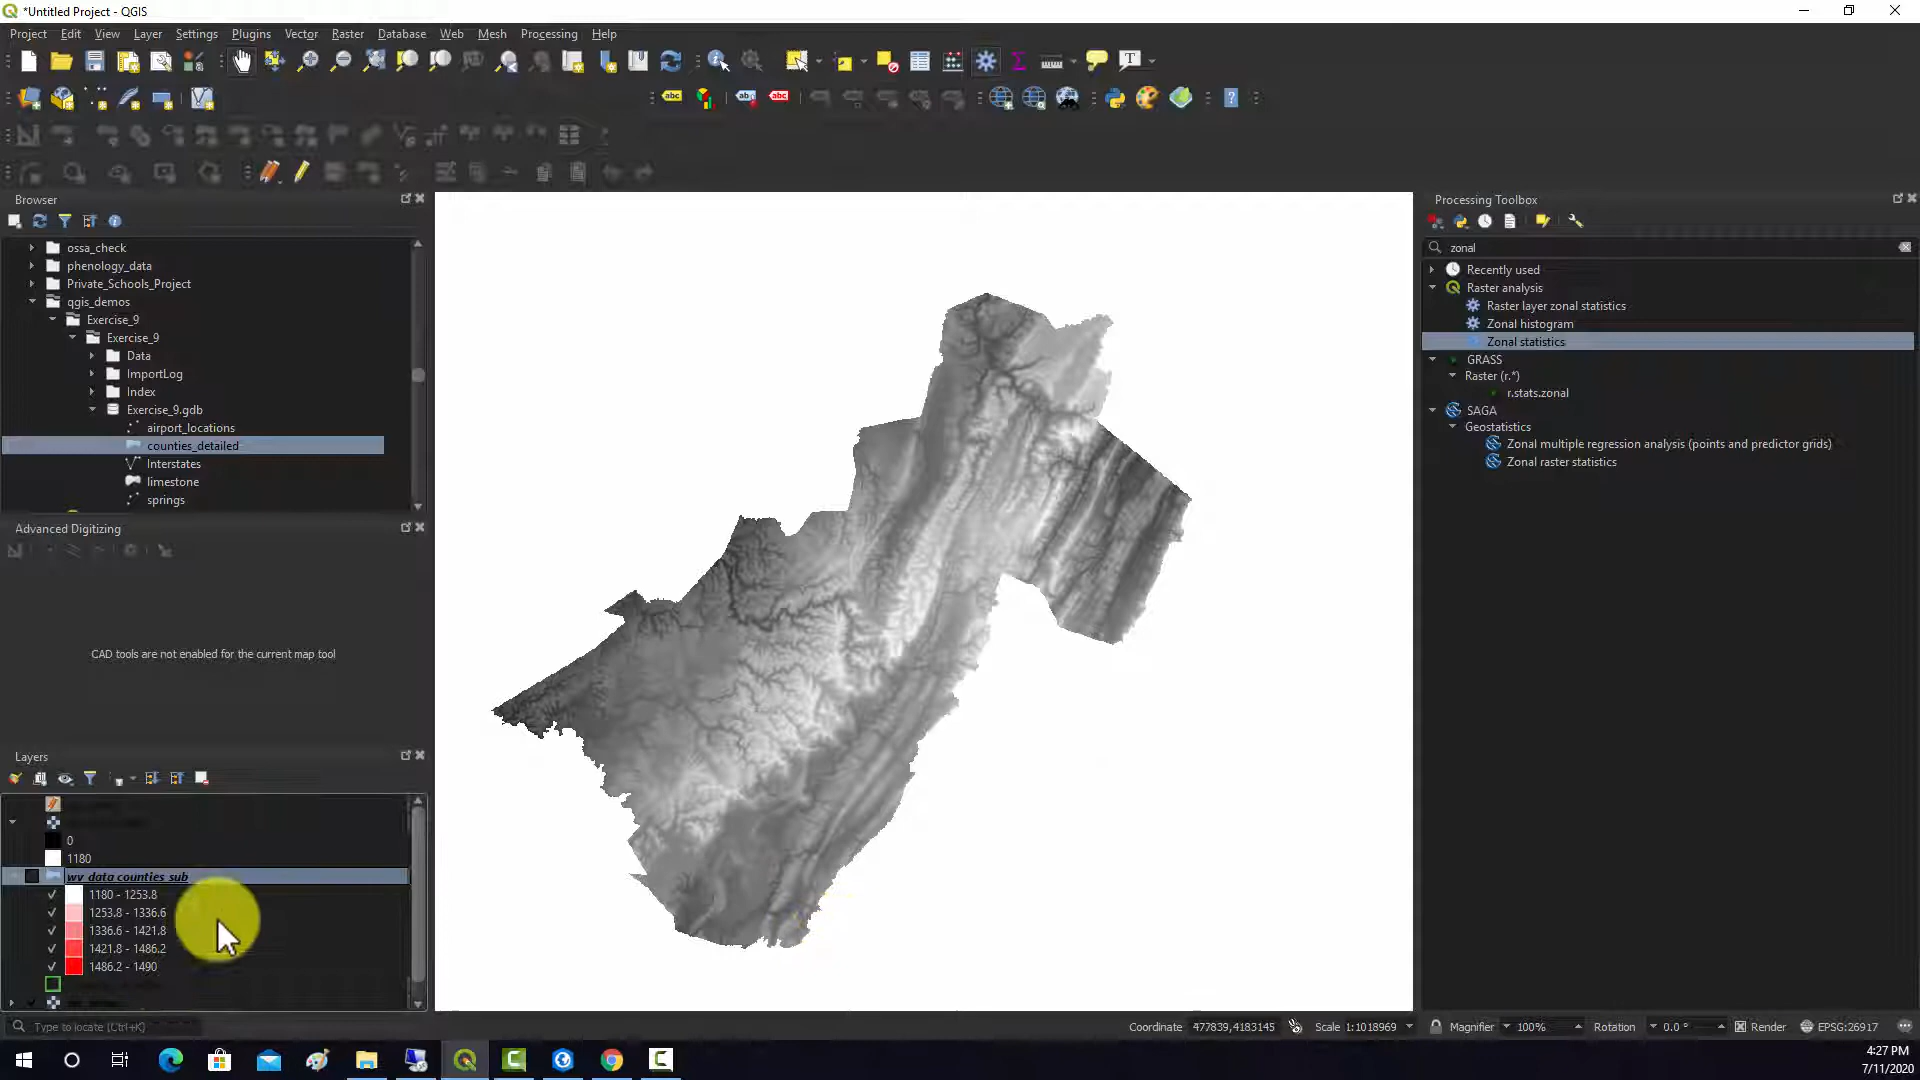 *Untitled Project - QGIS
Project Edit View Layer Settings Plugins Vector Raster Database Web Mesh Processing Help
abc ab abc
T
Browser
ossa_check
phenology_data
Private_Schools_Project
qgis_demos
Exercise_9
Exercise_9
Data
ImportLog
Index
Exercise_9.gdb
airport_locations
counties_detailed
Interstates
limestone
springs
Advanced Digitizing
CAD tools are not enabled for the current map tool
Layers
0
1180
wv_data counties_sub
1180 - 1253.8
1253.8 - 1336.6
1336.6 - 1421.8
1421.8 - 1486.2
1486.2 - 1490
Processing Toolbox
zonal
Recently used
Raster analysis
Raster layer zonal statistics
Zonal histogram
Zonal statistics
GRASS
Raster (r.*)
r.stats.zonal
SAGA
Geostatistics
Zonal multiple regression analysis (points and predictor grids)
Zonal raster statistics
Type to locate (Ctrl+K)
Coordinate 477839,4183145 Scale 1:1018969 Magnifier 100% Rotation 0.0 ° Render EPSG:26917
4:27 PM
7/11/2020